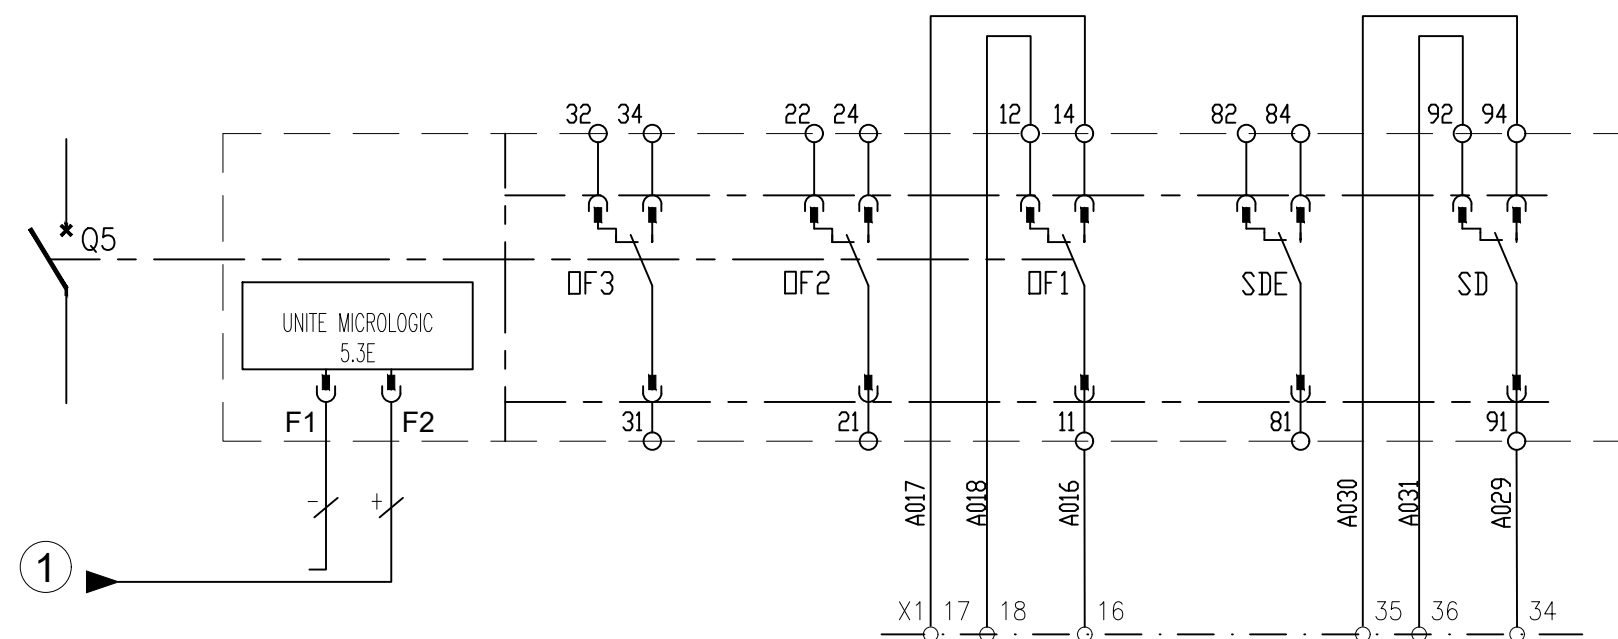 32 34 22 24 12 14 82 84 92 94
Q5
OF3 OF2 OF1 SDE SD
UNITE MICROLOGIC
5.3E
F1 F2 31 21 11 81 91
A017 A018 A016 A030 A031 A029
- +
1
X1 17 18 16 35 36 34